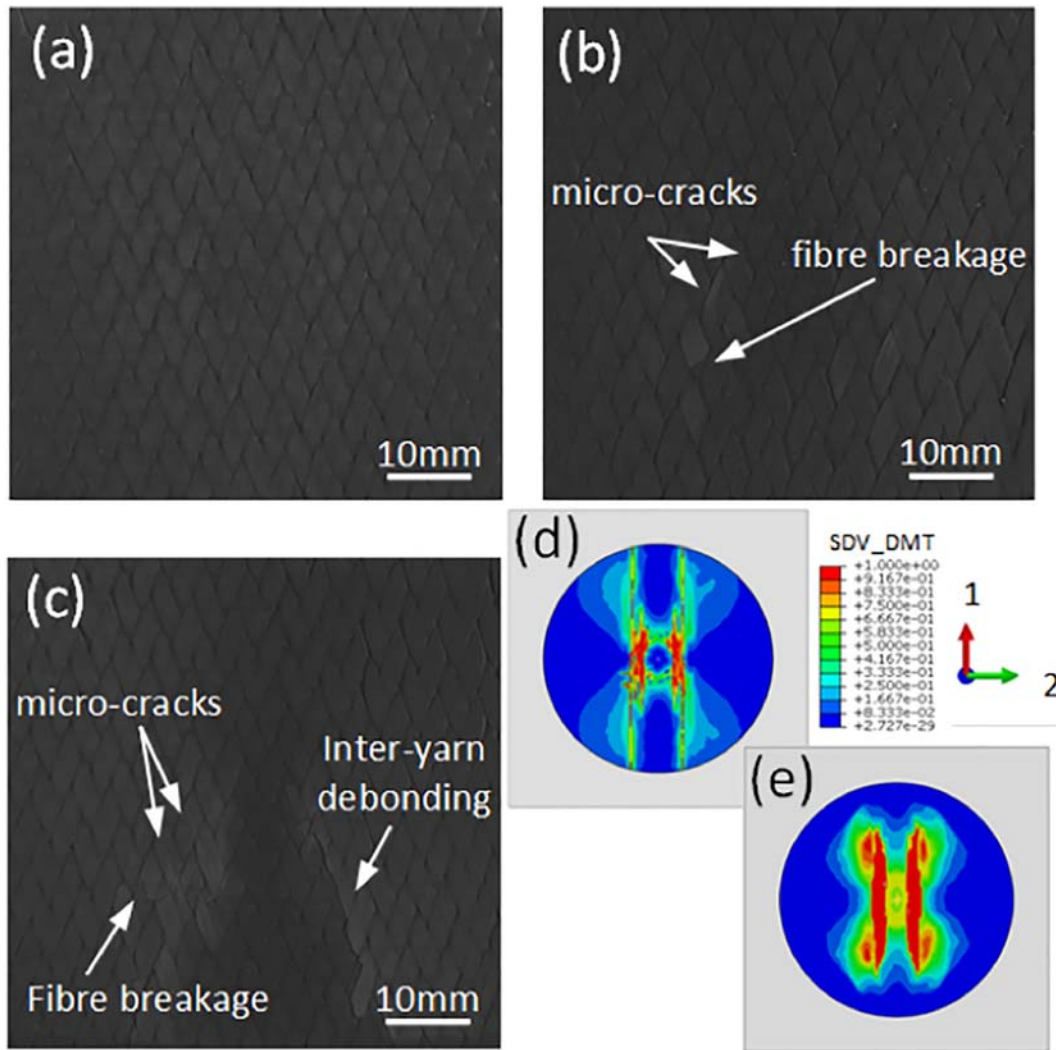 (a)
10mm
(b)
micro-cracks
fibre breakage
10mm
(c)
micro-cracks
Inter-yarn
debonding
Fibre breakage
10mm
(d)
SDV_DMT
+1.000e+00
+9.167e-01
+8.333e-01
+7.500e-01
+6.667e-01
+5.833e-01
+5.000e-01
+4.167e-01
+3.333e-01
+2.500e-01
+1.667e-01
+8.333e-02
+2.727e-29
1
2
(e)